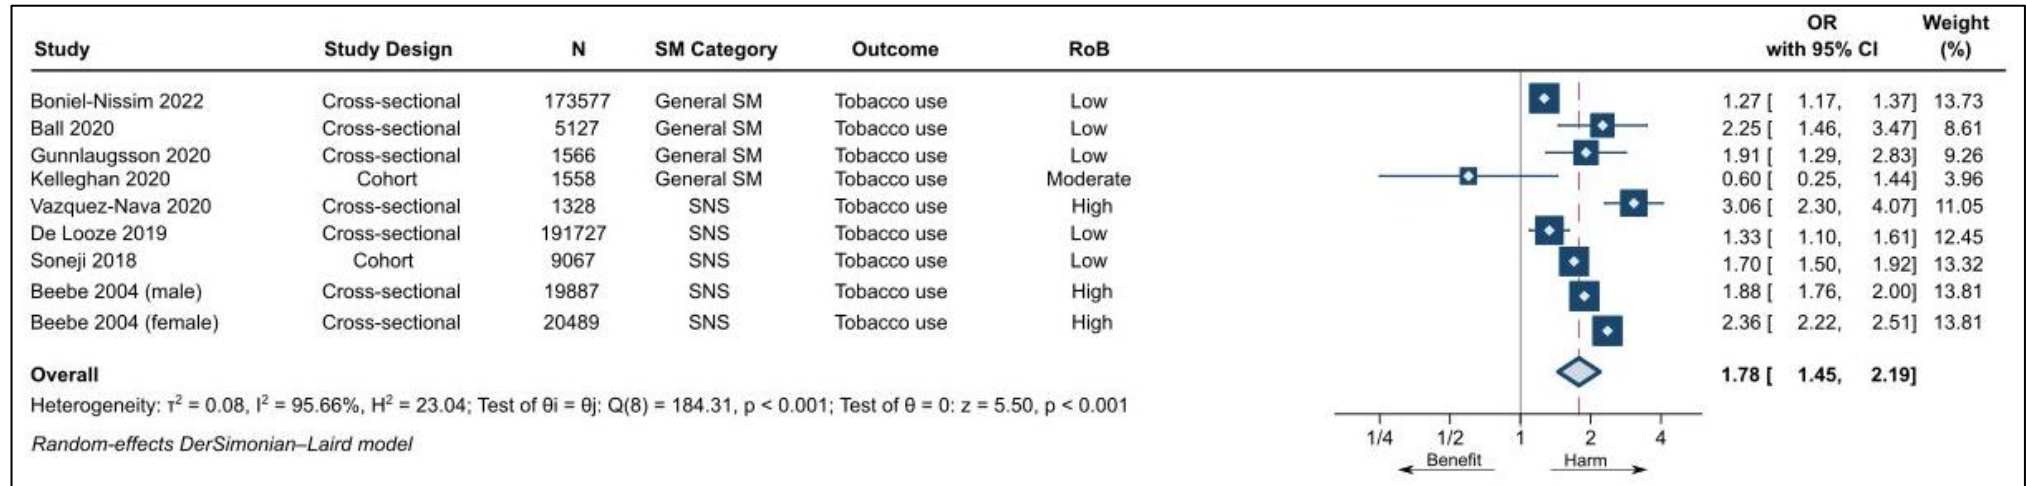 OR Weight
Study Study Design N SM Category Outcome RoB with 95% CI (%)
Boniel-Nissim 2022 Cross-sectional 173577 General SM Tobacco use Low 1.27 [ 1.17, 1.37] 13.73
Ball 2020 Cross-sectional 5127 General SM Tobacco use Low 2.25 [ 1.46, 3.47] 8.61
Gunnlaugsson 2020 Cross-sectional 1566 General SM Tobacco use Low 1.91 [ 1.29, 2.83] 9.26
Kelleghan 2020 Cohort 1558 General SM Tobacco use Moderate 0.60 [ 0.25, 1.44] 3.96
Vazquez-Nava 2020 Cross-sectional 1328 SNS Tobacco use High 3.06 [ 2.30, 4.07] 11.05
De Looze 2019 Cross-sectional 191727 SNS Tobacco use Low 1.33 [ 1.10, 1.61] 12.45
Soneji 2018 Cohort 9067 SNS Tobacco use Low 1.70 [ 1.50, 1.92] 13.32
Beebe 2004 (male) Cross-sectional 19887 SNS Tobacco use High 1.88 [ 1.76, 2.00] 13.81
Beebe 2004 (female) Cross-sectional 20489 SNS Tobacco use High 2.36 [ 2.22, 2.51] 13.81
Overall 1.78 [ 1.45, 2.19]
Heterogeneity: τ² = 0.08, I² = 95.66%, H² = 23.04; Test of θi = θj: Q(8) = 184.31, p < 0.001; Test of θ = 0: z = 5.50, p < 0.001
Random-effects DerSimonian–Laird model
1/4 1/2 1 2 4
Benefit Harm